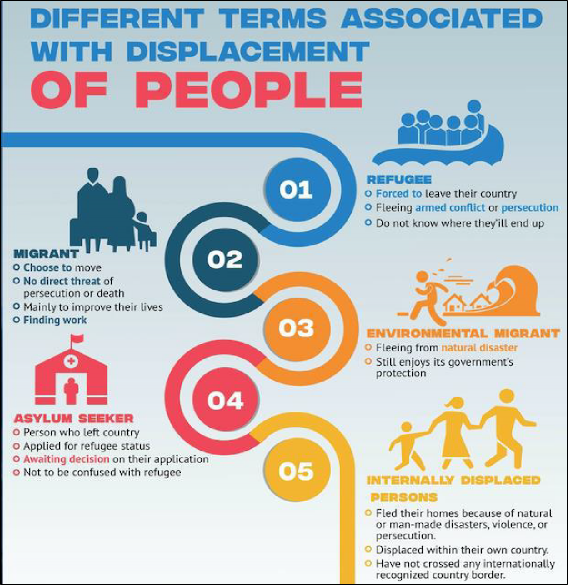 DIFFERENT TERMS ASSOCIATED
WITH DISPLACEMENT
OF PEOPLE
01
REFUGEE
Forced to leave their country
Fleeing armed conflict or persecution
Do not know where they'ill end up
02
MIGRANT
Choose to move
No direct threat of
persecution or death
Mainly to improve their lives
Finding work
03
ENVIRONMENTAL MIGRANT
Fleeing from natural disaster
Still enjoys its government's
protection
04
ASYLUM SEEKER
Person who left country
Applied for refugee status
Awaiting decision on their application
Not to be confused with refugee
05
INTERNALLY DISPLACED
PERSONS
Fled their homes because of natural
or man-made disasters, violence, or
persecution.
Displaced within their own country.
Have not crossed any internationally
recognized country border.